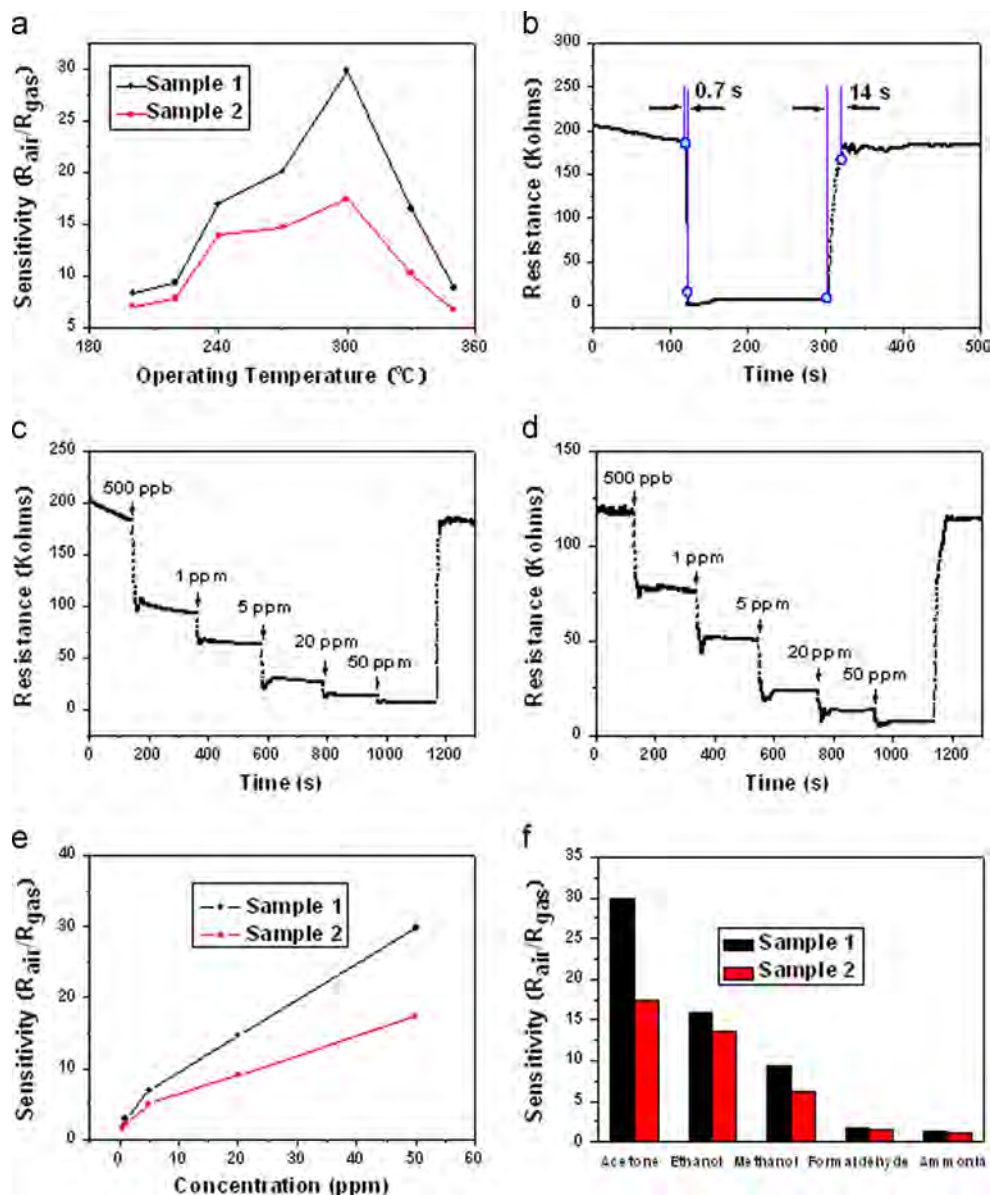 a
Sensitivity (Rair/Rgas)
30
25
20
15
10
5
180
240
300
360
Operating Temperature (°C)
Sample 1
Sample 2
b
Resistance (Kohms)
300
250
200
150
100
50
0
0
100
200
300
400
500
Time (s)
0.7 s
14 s
c
Resistance (Kohms)
250
200
150
100
50
0
0
200
400
600
800
1000
1200
Time (s)
500 ppb
1 ppm
5 ppm
20 ppm
50 ppm
d
Resistance (Kohms)
150
100
50
0
0
200
400
600
800
1000
1200
Time (s)
500 ppb
1 ppm
5 ppm
20 ppm
50 ppm
e
Sensitivity (Rair/Rgas)
40
30
20
10
0
0
10
20
30
40
50
60
Concentration (ppm)
Sample 1
Sample 2
f
Sensitivity (Rair/Rgas)
35
30
25
20
15
10
5
0
Acetone
Ethanol
Methanol
Formaldehyde
Ammonia
Sample 1
Sample 2